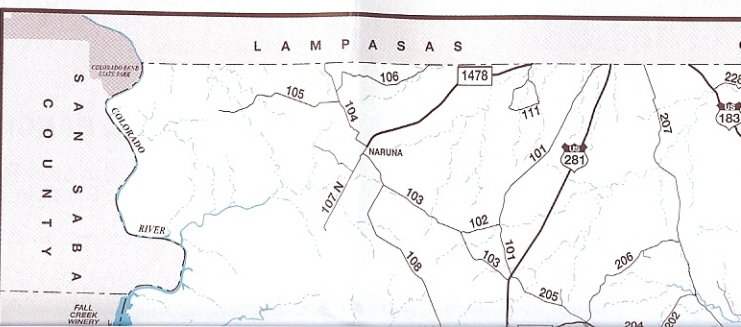 LAMPASAS
COLORADO BEND
STATE PARK
SAN SABA
COUNTY
COLORADO
RIVER
105
106
104
1478
111
US
183
207
101
US
281
NARUNA
107 N
103
102
101
103
108
206
205
204
202
FALL
CREEK
WINERY